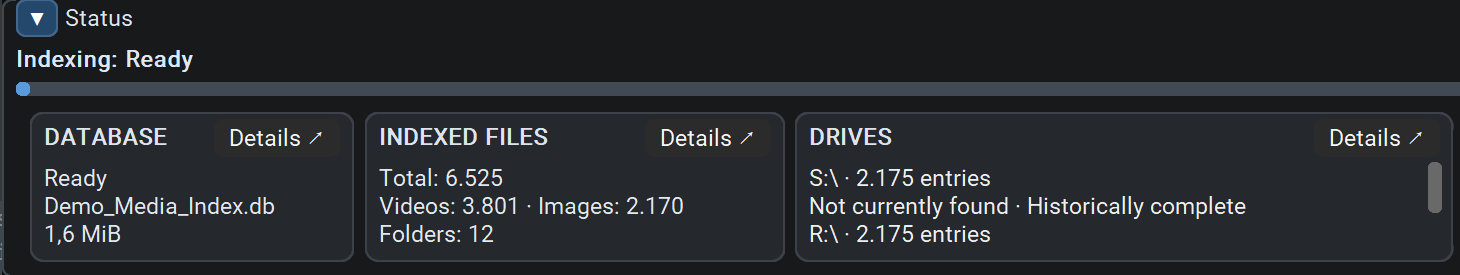 ▼ Status
Indexing: Ready
DATABASE Details ↗
Ready
Demo_Media_Index.db
1,6 MiB
INDEXED FILES Details ↗
Total: 6.525
Videos: 3.801 · Images: 2.170
Folders: 12
DRIVES Details ↗
S:\ · 2.175 entries
Not currently found · Historically complete
R:\ · 2.175 entries